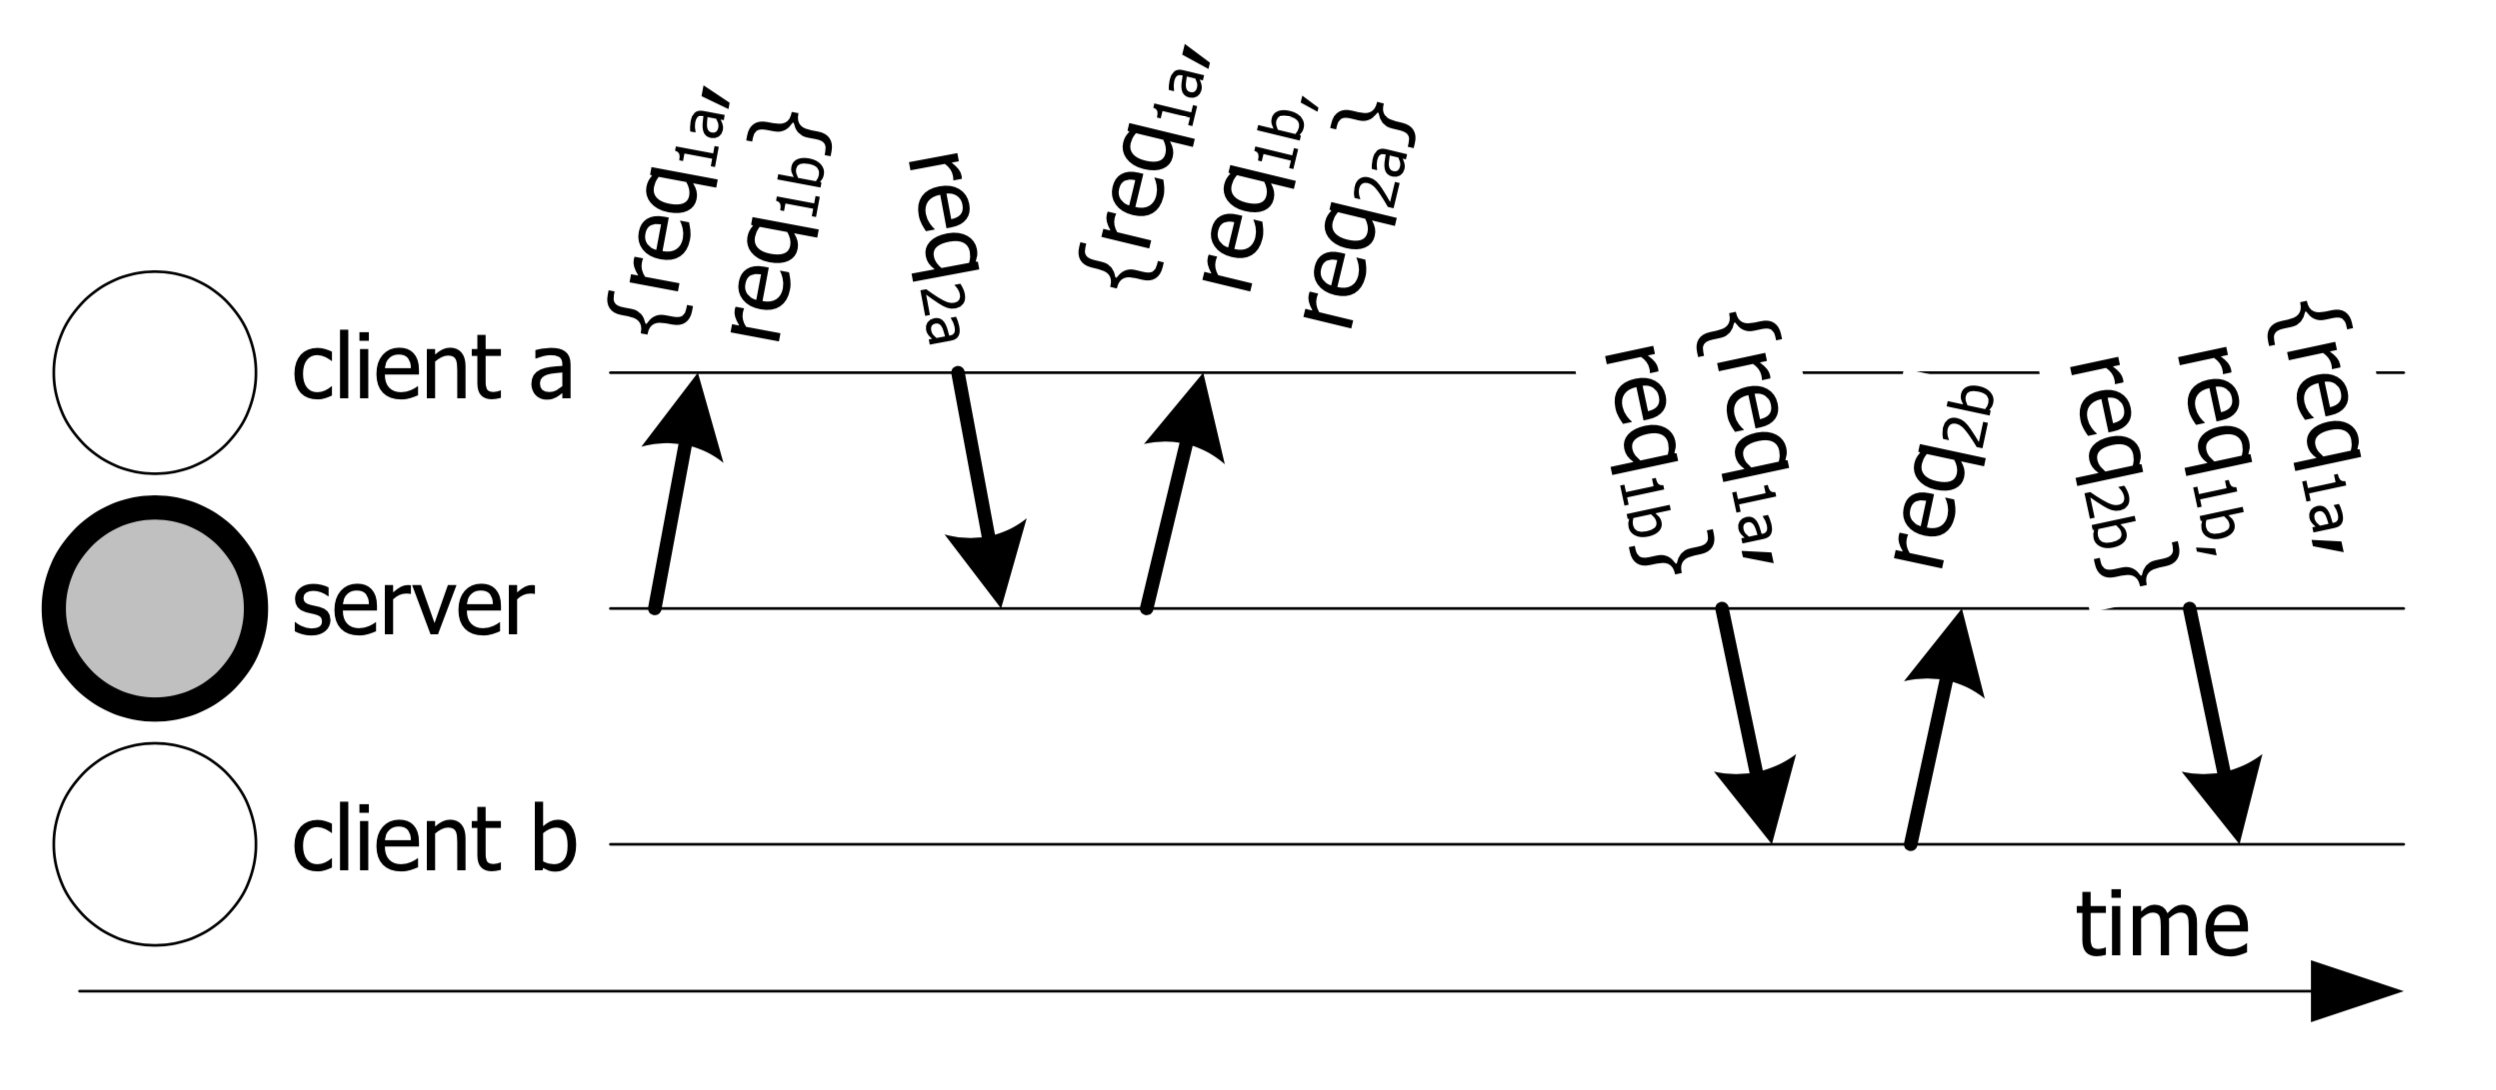 {req₁a,
req₁b}
req₂a
{req₁a,
req₁b,
req₂a}
client a
{req₁a,
req₁b}
req₂b
{req₁a,
req₁b,
req₂b}
server
client b
time